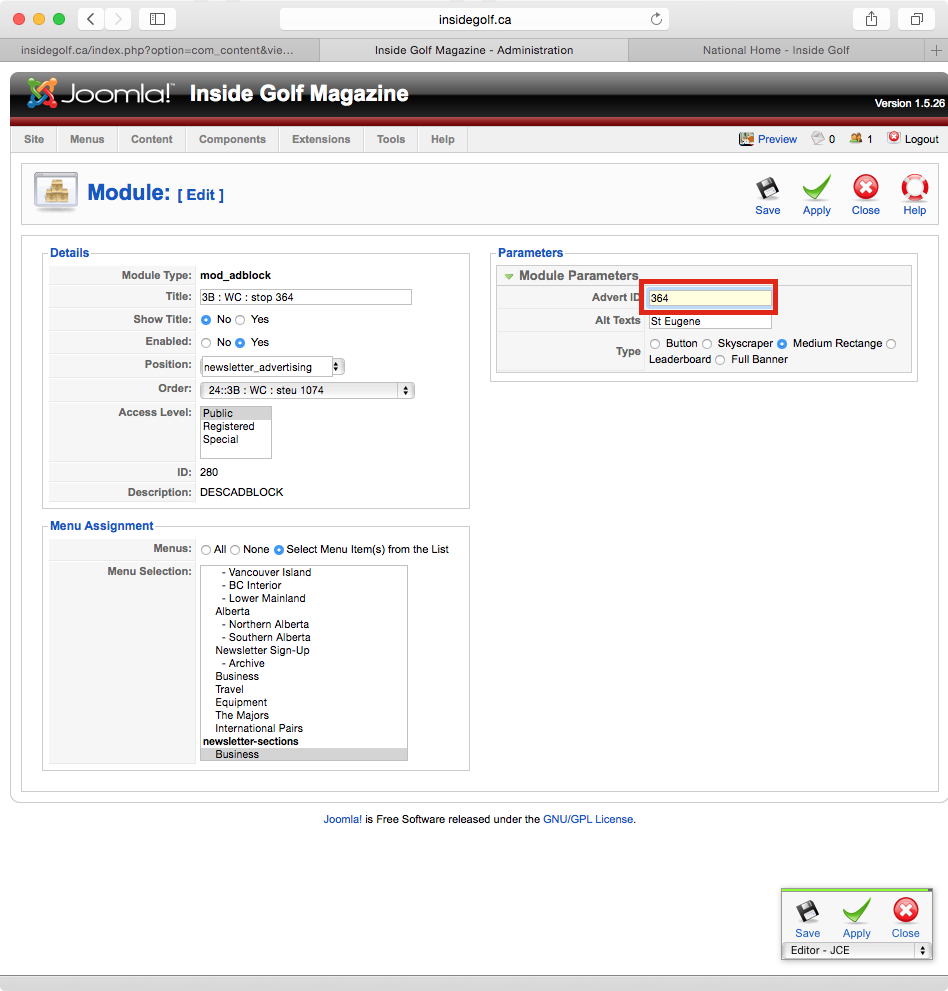 insidegolf.ca
insidegolf.ca/index.php?option=com_content&vie...
Inside Golf Magazine - Administration
National Home - Inside Golf
Joomla!™ Inside Golf Magazine
Version 1.5.26
Site Menus Content Components Extensions Tools Help
Preview 0 1 Logout
Module: [ Edit ]
Save Apply Close Help
Details
Module Type: mod_adblock
Title: 3B : WC : stop 364
Show Title: No Yes
Enabled: No Yes
Position: newsletter_advertising
Order: 24::3B : WC : steu 1074
Access Level: Public
Registered
Special
ID: 280
Description: DESCADBLOCK
Parameters
Module Parameters
Advert ID 364
Alt Texts St Eugene
Type Button Skyscraper Medium Rectange
Leaderboard Full Banner
Menu Assignment
Menus: All None Select Menu Item(s) from the List
Menu Selection:
- Vancouver Island
- BC Interior
- Lower Mainland
Alberta
- Northern Alberta
- Southern Alberta
Newsletter Sign-Up
- Archive
Business
Travel
Equipment
The Majors
International Pairs
newsletter-sections
Business
Joomla! is Free Software released under the GNU/GPL License.
Save Apply Close
Editor - JCE